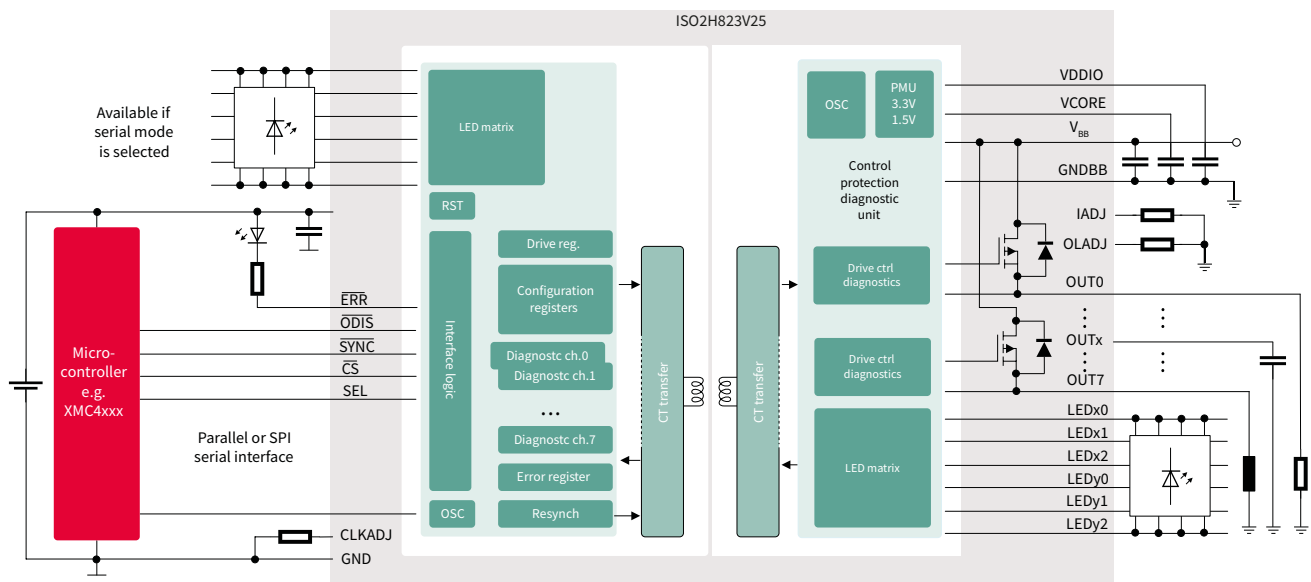 ISO2H823V25
Available if
serial mode
is selected
LED matrix
RST
Drive reg.
Configuration
registers
Interface logic
Diagnostc ch.0
Diagnostc ch.1
...
Diagnostc ch.7
Error register
OSC
Resynch
CT transfer
CT transfer
Micro-
controller
e.g.
XMC4xxx
ERR
ODIS
SYNC
CS
SEL
Parallel or SPI
serial interface
CLKADJ
GND
OSC
PMU
3.3V
1.5V
Control
protection
diagnostic
unit
Drive ctrl
diagnostics
Drive ctrl
diagnostics
LED matrix
VDDIO
VCORE
VBB
GNDBB
IADJ
OLADJ
OUT0
OUTx
OUT7
LEDx0
LEDx1
LEDx2
LEDy0
LEDy1
LEDy2